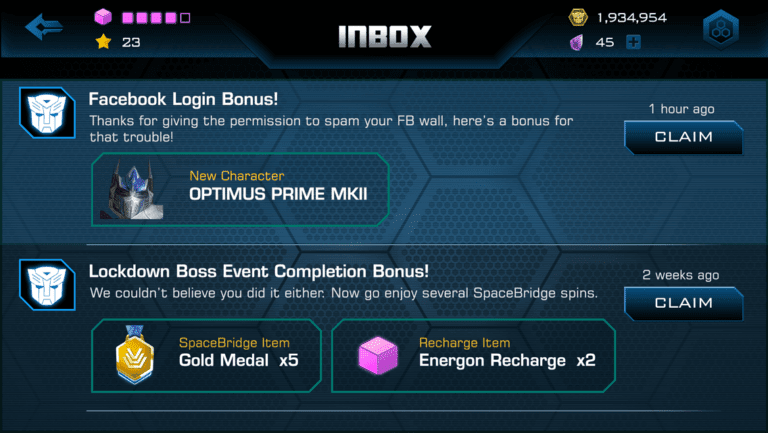 1,934,954
23
INBOX
45
Facebook Login Bonus!
1 hour ago
Thanks for giving the permission to spam your FB wall, here's a bonus for
that trouble!
CLAIM
New Character
OPTIMUS PRIME MKII
Lockdown Boss Event Completion Bonus!
2 weeks ago
We couldn't believe you did it either. Now go enjoy several SpaceBridge spins.
CLAIM
SpaceBridge Item
Gold Medal x5
Recharge Item
Energon Recharge x2